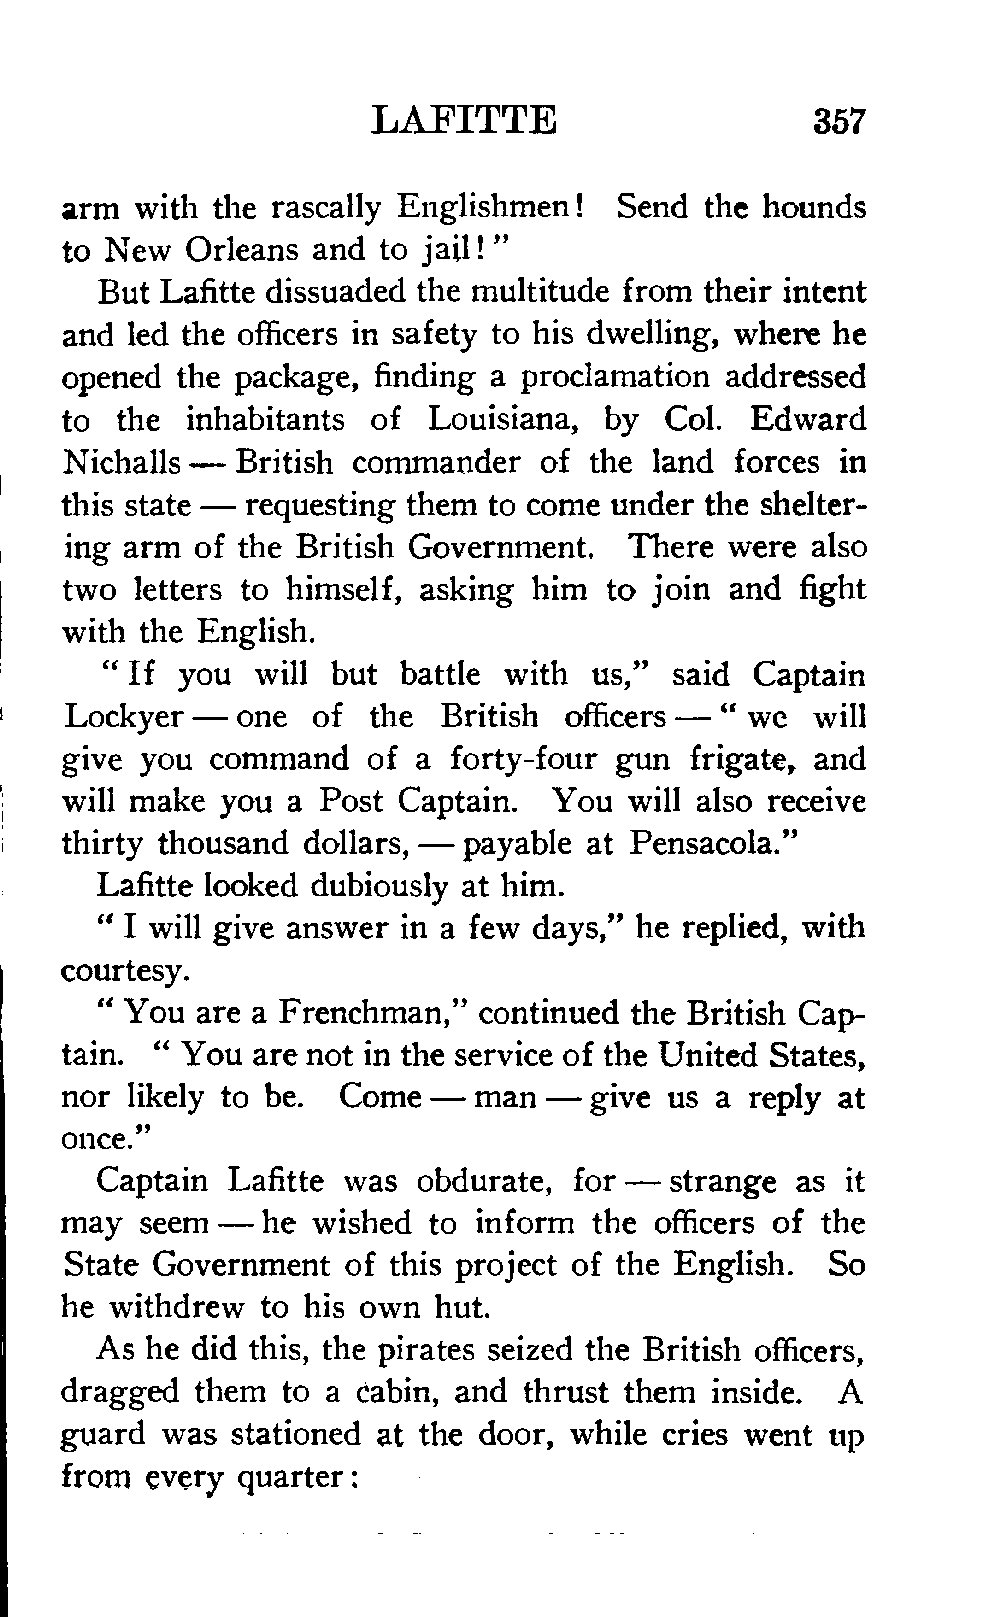 LAFITTE 357
arm with the rascally Englishmen! Send the hounds
to New Orleans and to jail!"
But Lafitte dissuaded the multitude from their intent
and led the officers in safety to his dwelling, where he
opened the package, finding a proclamation addressed
to the inhabitants of Louisiana, by Col. Edward
Nichalls — British commander of the land forces in
this state — requesting them to come under the shelter-
ing arm of the British Government. There were also
two letters to himself, asking him to join and fight
with the English.
"If you will but battle with us," said Captain
Lockyer — one of the British officers — "we will
give you command of a forty-four gun frigate, and
will make you a Post Captain. You will also receive
thirty thousand dollars, — payable at Pensacola."
Lafitte looked dubiously at him.
"I will give answer in a few days," he replied, with
courtesy.
"You are a Frenchman," continued the British Cap-
tain. "You are not in the service of the United States,
nor likely to be. Come — man — give us a reply at
once."
Captain Lafitte was obdurate, for — strange as it
may seem — he wished to inform the officers of the
State Government of this project of the English. So
he withdrew to his own hut.
As he did this, the pirates seized the British officers,
dragged them to a cabin, and thrust them inside. A
guard was stationed at the door, while cries went up
from every quarter: